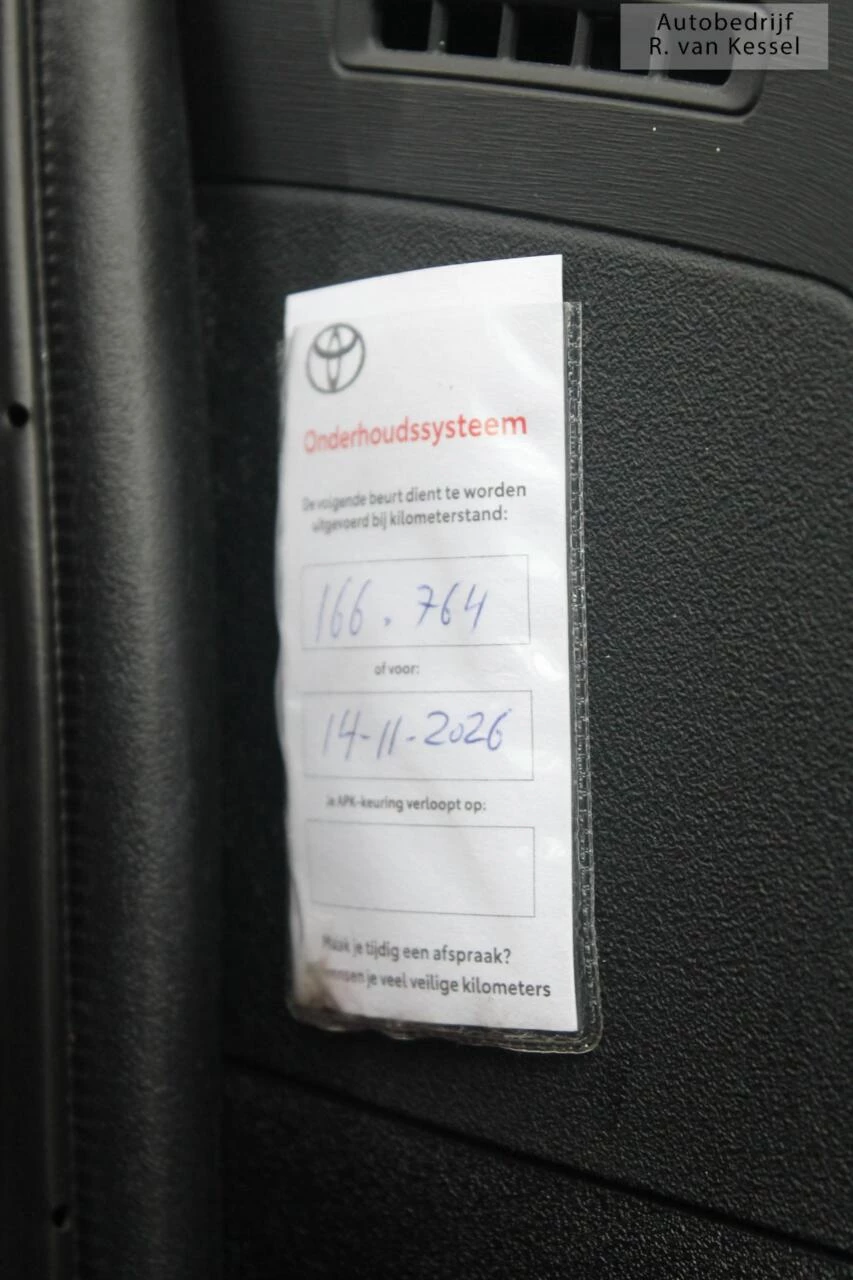 Autobedrijf
R. van Kessel
Onderhoudssysteem
De volgende beurt dient te worden
uitgevoerd bij kilometerstand:
166.764
of voor:
14-11-2026
Je APK-keuring verloopt op:
Maak je tijdig een afspraak?
je veel veilige kilometers